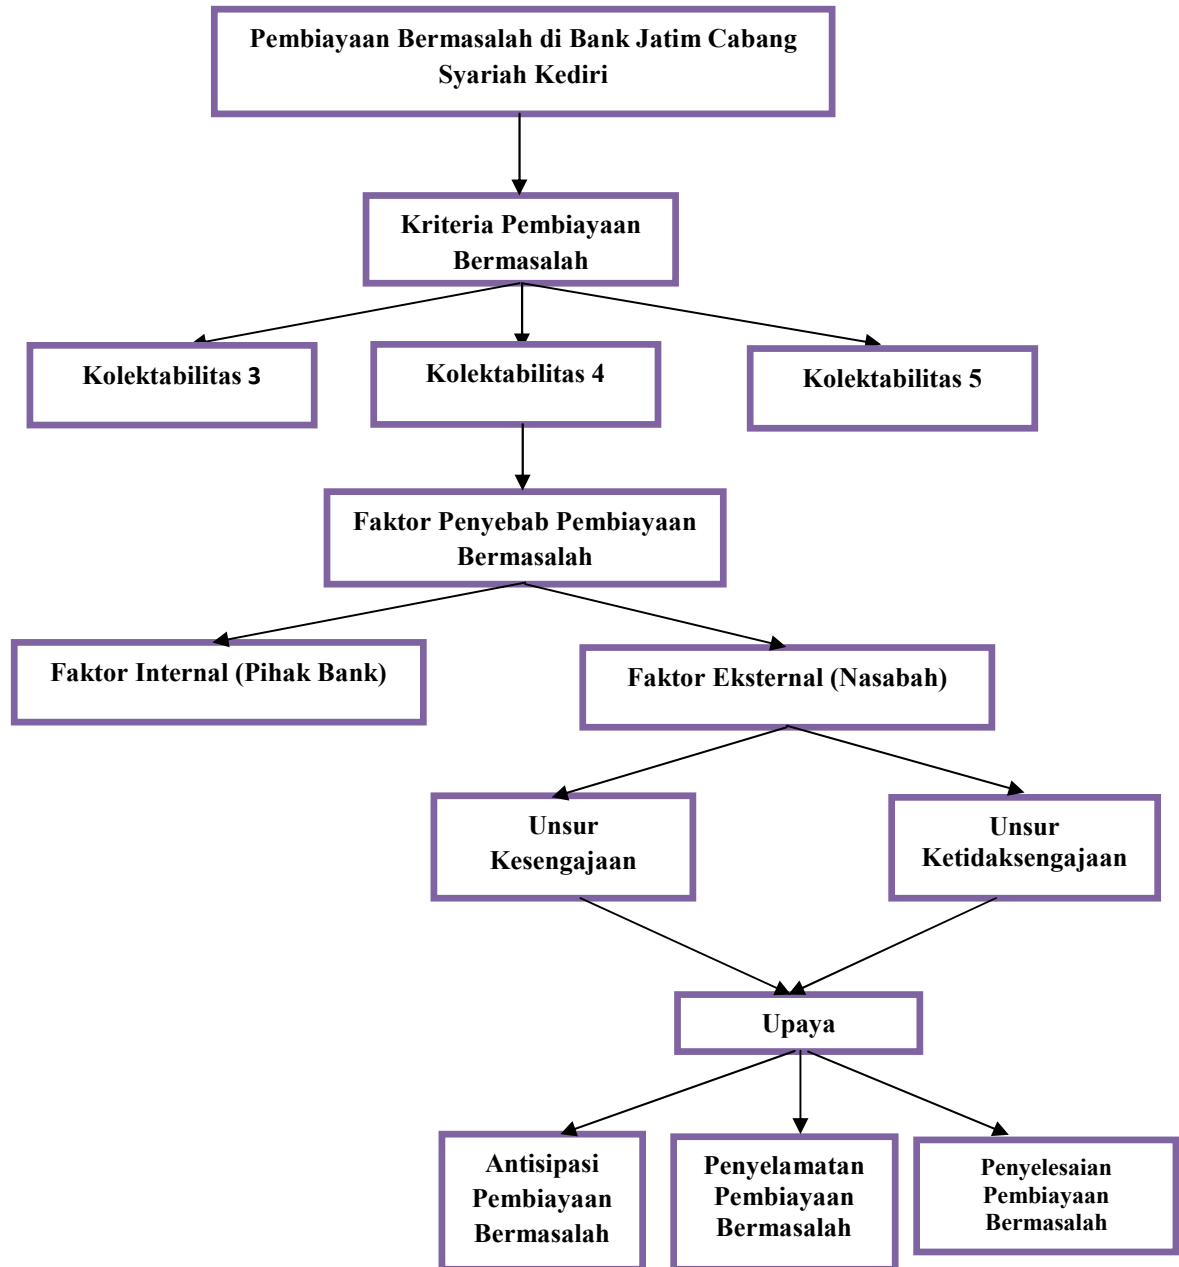 Pembiayaan Bermasalah di Bank Jatim Cabang
Syariah Kediri
Kriteria Pembiayaan
Bermasalah
Kolektabilitas 3
Kolektabilitas 4
Kolektabilitas 5
Faktor Penyebab Pembiayaan
Bermasalah
Faktor Internal (Pihak Bank)
Faktor Eksternal (Nasabah)
Unsur
Kesengajaan
Unsur
Ketidaksengajaan
Upaya
Antisipasi
Pembiayaan
Bermasalah
Penyelamatan
Pembiayaan
Bermasalah
Penyelesaian
Pembiayaan
Bermasalah